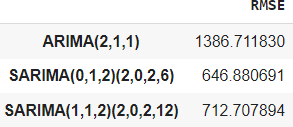 RMSE
ARIMA(2,1,1) 1386.711830
SARIMA(0,1,2)(2,0,2,6) 646.880691
SARIMA(1,1,2)(2,0,2,12) 712.707894